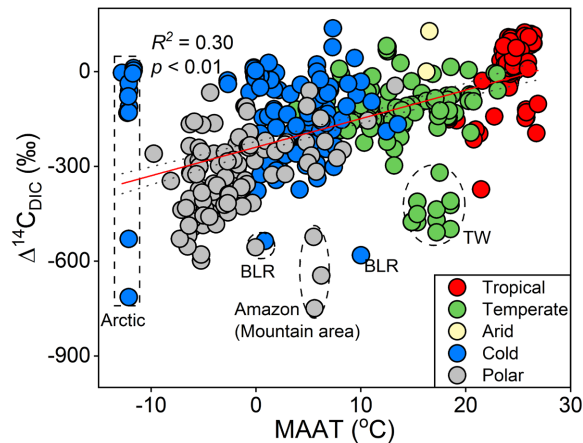 R² = 0.30
p < 0.01
0
-300
-600
-900
Δ¹⁴C_DIC (‰)
Arctic
BLR
Amazon
(Mountain area)
BLR
TW
Tropical
Temperate
Arid
Cold
Polar
-10 0 10 20 30
MAAT (°C)